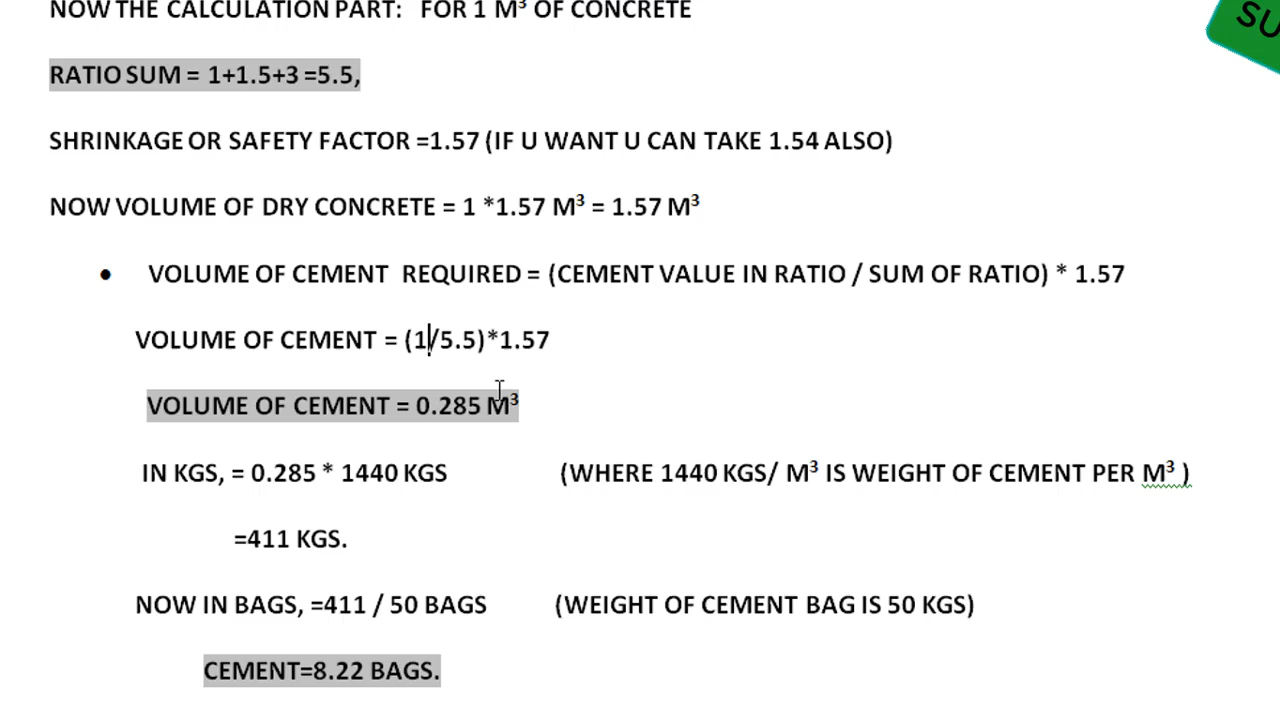 NOW THE CALCULATION PART: FOR 1 M³ OF CONCRETE
RATIO SUM = 1+1.5+3 =5.5,
SHRINKAGE OR SAFETY FACTOR =1.57 (IF U WANT U CAN TAKE 1.54 ALSO)
NOW VOLUME OF DRY CONCRETE = 1 *1.57 M³ = 1.57 M³
• VOLUME OF CEMENT REQUIRED = (CEMENT VALUE IN RATIO / SUM OF RATIO) * 1.57
VOLUME OF CEMENT = (1/5.5)*1.57
VOLUME OF CEMENT = 0.285 M³
IN KGS, = 0.285 * 1440 KGS (WHERE 1440 KGS/ M³ IS WEIGHT OF CEMENT PER M³ )
=411 KGS.
NOW IN BAGS, =411 / 50 BAGS (WEIGHT OF CEMENT BAG IS 50 KGS)
CEMENT=8.22 BAGS.